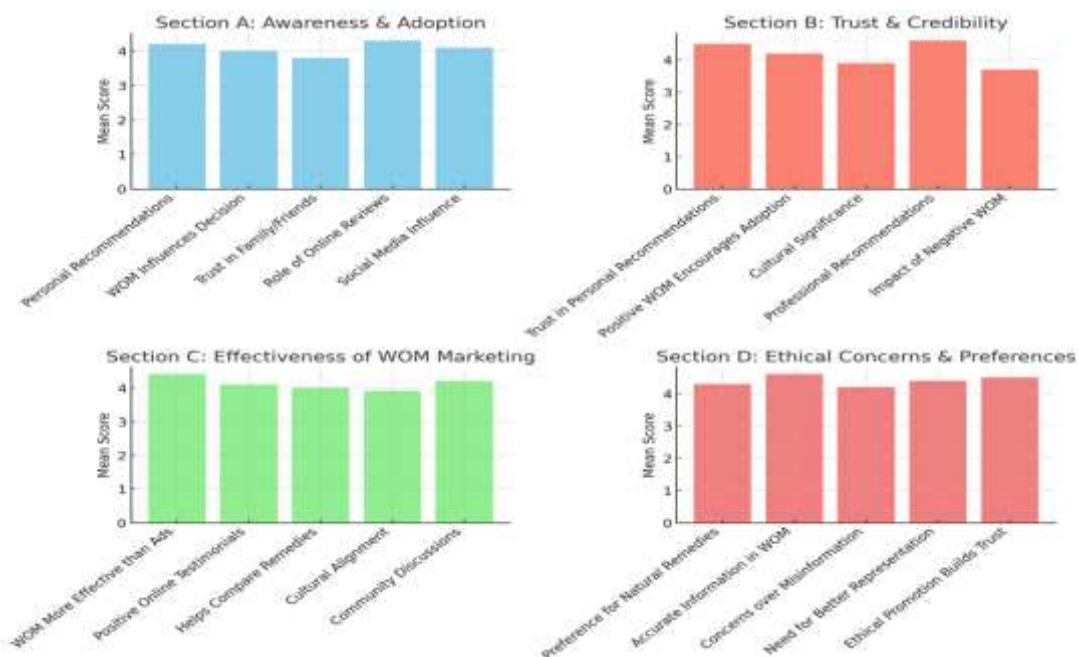 Section A: Awareness & Adoption
Mean Score
4
3
2
1
0
Personal Recommendations
WOM Influences Decision
Trust in Family/Friends
Role of Online Reviews
Social Media Influence
Section B: Trust & Credibility
Mean Score
4
3
2
1
0
Trust in Personal Recommendations
Positive WOM Encourages Adoption
Cultural Significance
Professional Recommendations
Impact of Negative WOM
Section C: Effectiveness of WOM Marketing
Mean Score
4
3
2
1
0
WOM More Effective than Ads
Positive Online Testimonials
Helps Compare Remedies
Cultural Alignment
Community Discussions
Section D: Ethical Concerns & Preferences
Mean Score
4
3
2
1
0
Preference for Natural Remedies
Accurate Information in WOM
Concerns over Misinformation
Need for Better Representation
Ethical Promotion Builds Trust